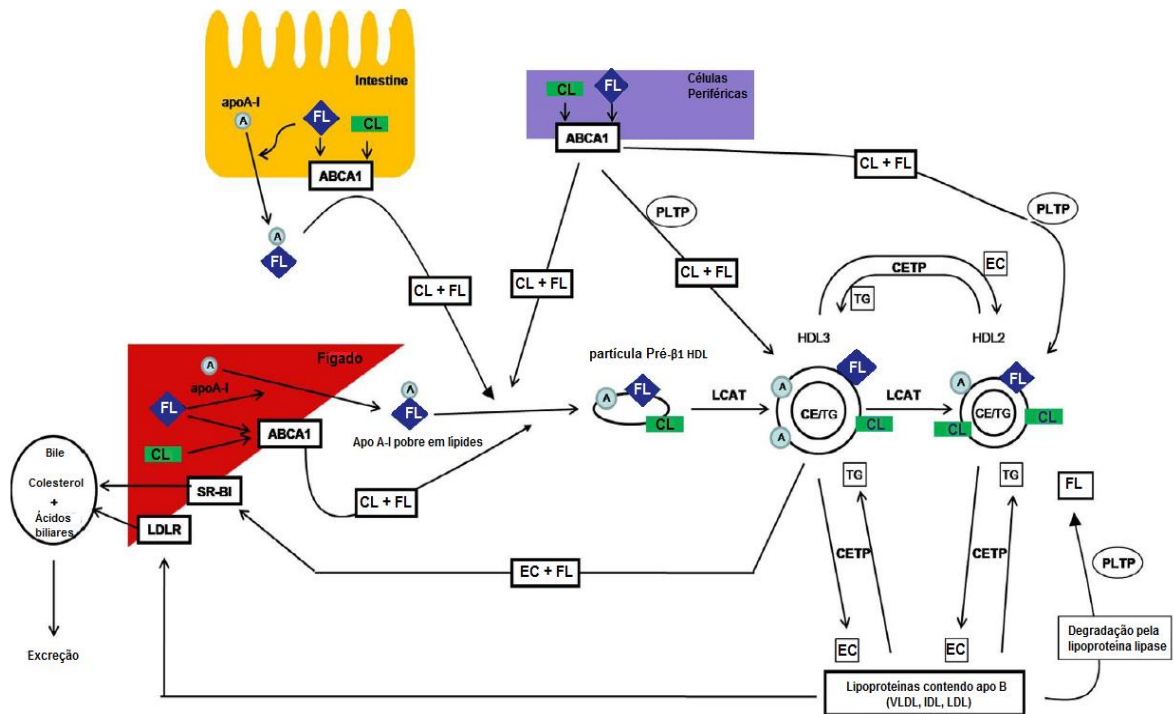 Intestine
apoA-I
A
FL
CL
ABCA1
A
FL
CL
FL
Células
Periféricas
ABCA1
CL + FL
PLTP
PLTP
CL + FL
CL + FL
CL + FL
CETP
EC
TG
HDL3
HDL2
Fígado
A
apoA-I
FL
ABCA1
CL
SR-BI
LDLR
CL + FL
A
FL
Apo A-I pobre em lípides
partícula Pré-β1 HDL
A
FL
CL
LCAT
A
FL
CE/TG
CL
A
LCAT
A
FL
CE/TG
CL
CL
Bile
Colesterol
+
Ácidos
biliares
Excreção
EC + FL
TG
CETP
EC
TG
CETP
EC
FL
PLTP
Degradação pela
lipoproteína lipase
Lipoproteínas contendo apo B
(VLDL, IDL, LDL)